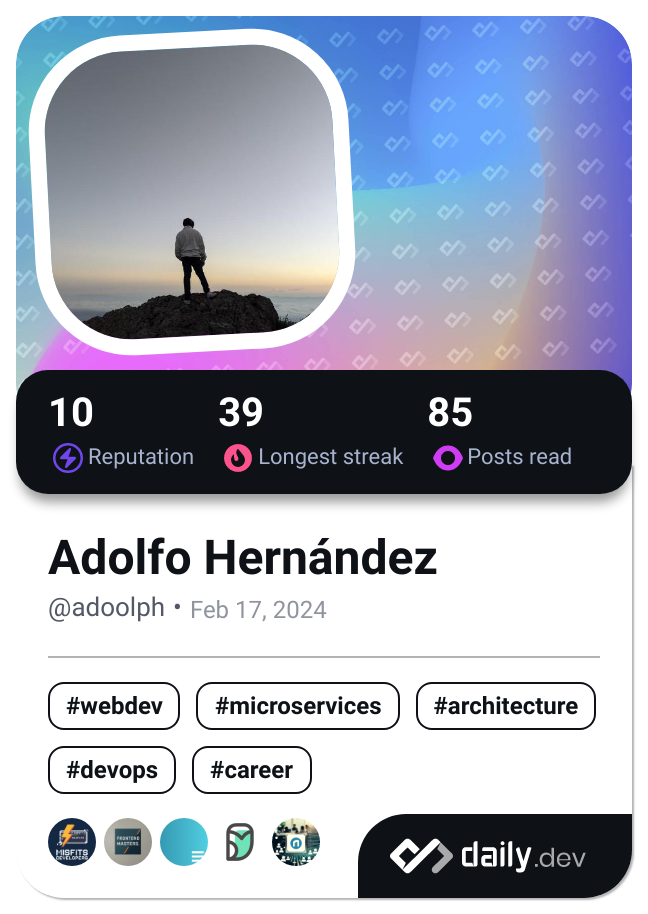 10 39 85
Reputation Longest streak Posts read
Adolfo Hernández
@adoolph • Feb 17, 2024
#webdev #microservices #architecture
#devops #career
MISFITS
DEVELOPERS
FRONTEND
MASTERS
daily.dev